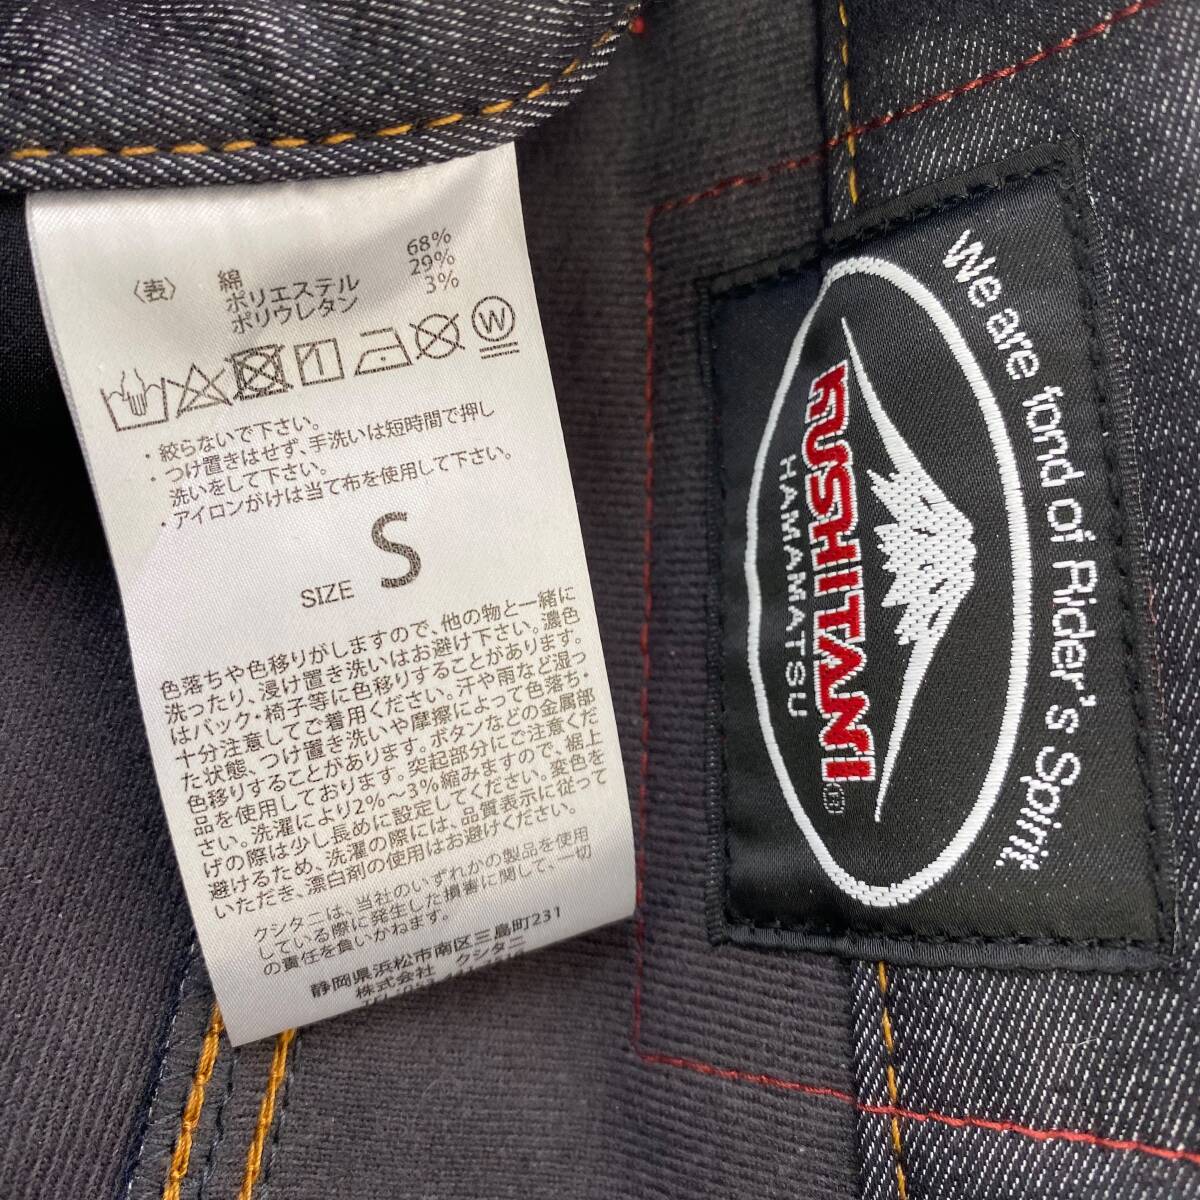 〈表〉 綿 68%
ポリエステル 29%
ポリウレタン 3%
W
・絞らないで下さい。
・つけ置きはせず、手洗いは短時間で押し
洗いをして下さい。
・アイロンがけは当て布を使用して下さい。
SIZE S
色落ちや色移りがしますので、他の物と一緒に
洗ったり、浸け置き洗いはお避け下さい。濃色
はバック・椅子等に色移りすることがあります。
十分注意してご着用ください。汗や雨など湿っ
た状態、つけ置き洗いや摩擦によって色落ち・
色移りすることがあります。ボタンなどの金属部
品を使用しております。突起部分にご注意くだ
さい。洗濯により2%～3%縮みますので、裾上
げの際は少し長めに設定してください。変色を
避けるため、洗濯の際には、品質表示に従って
いただき、漂白剤の使用はお避けください。
クシタニは、当社のいずれかの製品を使用
している際に発生した損害に関して、一切
の責任を負いかねます。
静岡県浜松市南区三島町231
株式会社 クシタニ
We are fond of Rider's Spirit.
KUSHITANI®
HAMAMATSU